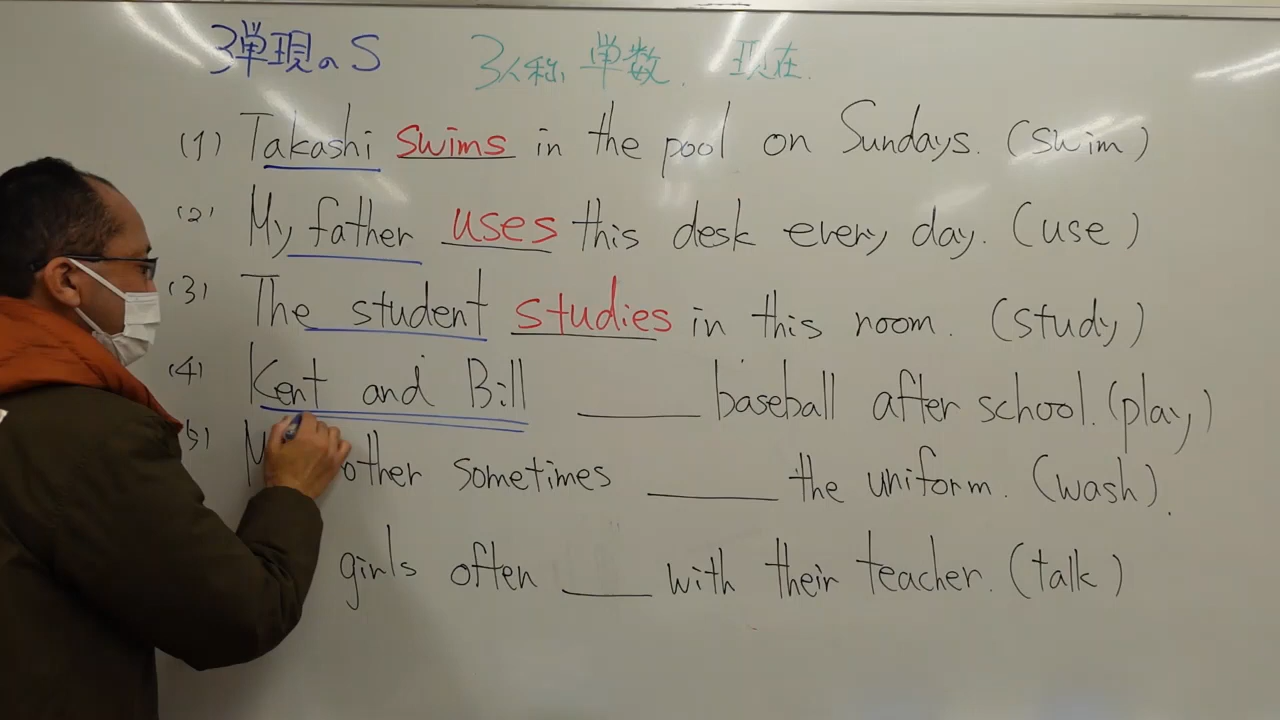 3単現のS 3人称, 単数. 現在.
(1) Takashi swims in the pool on Sundays. (swim)
(2) My father uses this desk every day. (use)
(3) The student studies in this room. (study)
(4) Kent and Bill ______ baseball after school. (play)
(5) other sometimes ______ the uniform. (wash).
girls often ____ with their teacher. (talk)